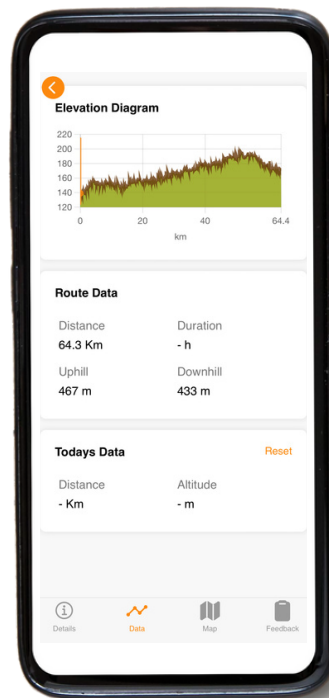 Elevation Diagram
220
200
180
160
140
120
0 20 40 64.4
km
Route Data
Distance Duration
64.3 Km - h
Uphill Downhill
467 m 433 m
Todays Data Reset
Distance Altitude
- Km - m
Details Data Map Feedback